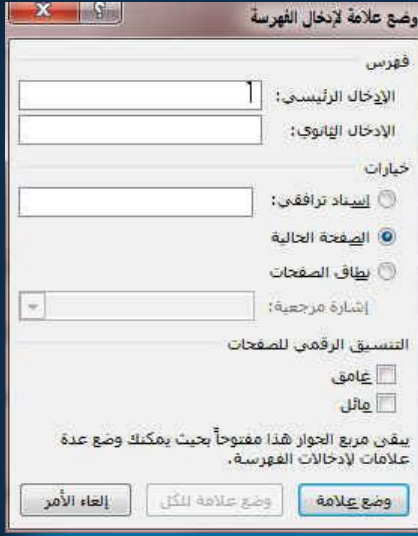 وضع علامة لإدخال الفهرسة
فهرس
الإدخال الرئيسي:
الإدخال الثانوي:
خيارات
إسناد ترافقي:
الصفحة الحالية
نطاق الصفحات
إشارة مرجعية:
التنسيق الرقمي للصفحات
غامق
مائل
يبقى مربع الحوار هذا مفتوحاً بحيث يمكنك وضع عدة
علامات لإدخالات الفهرسة.
وضع علامة وضع علامة للكل إلغاء الأمر